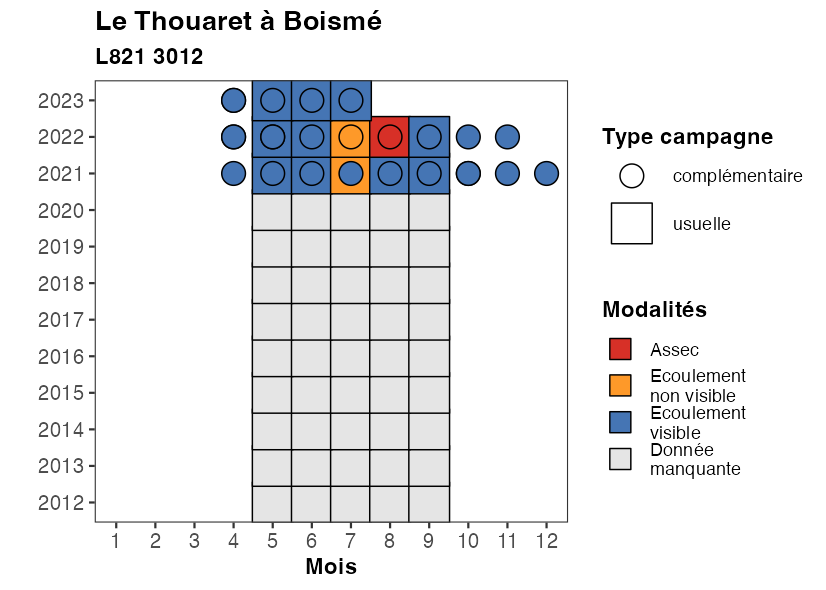 Le Thouaret à Boismé
L821 3012
2023
2022
2021
2020
2019
2018
2017
2016
2015
2014
2013
2012
1 2 3 4 5 6 7 8 9 10 11 12
Mois
Type campagne
complémentaire
usuelle
Modalités
Assec
Ecoulement
non visible
Ecoulement
visible
Donnée
manquante